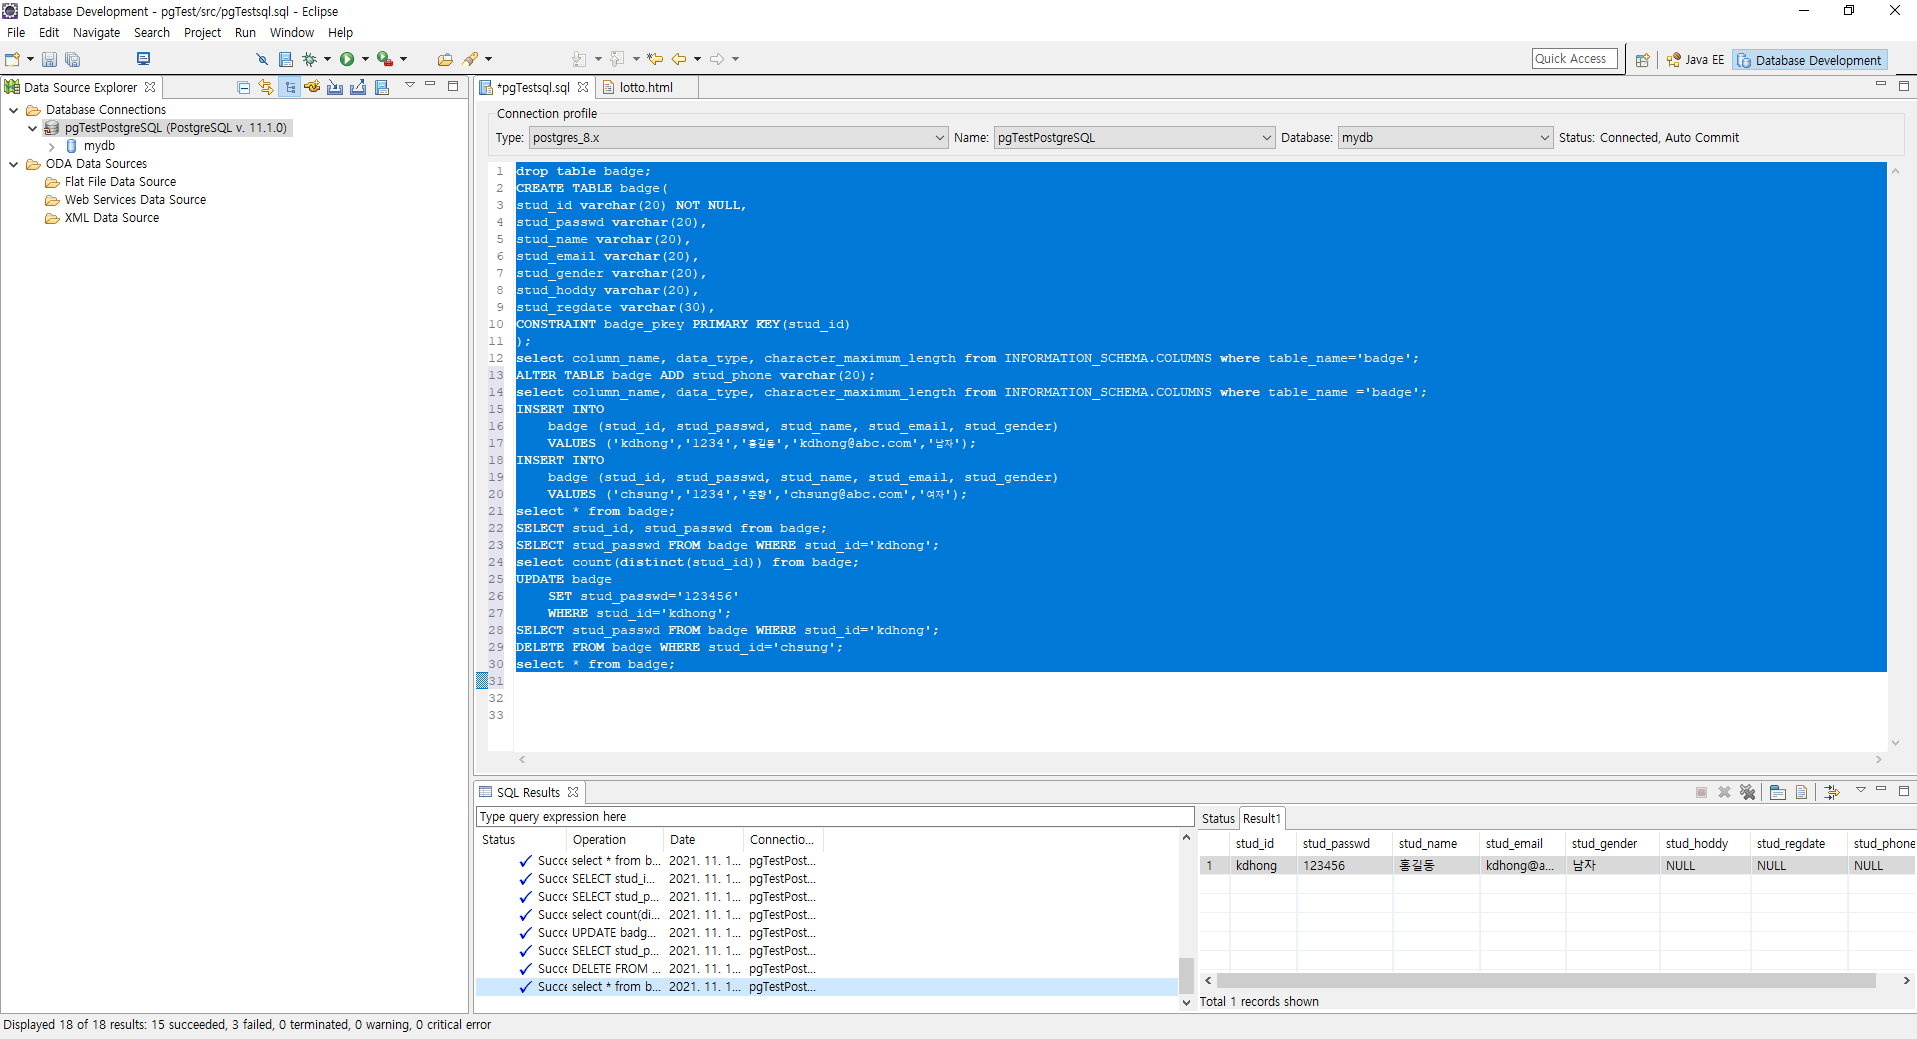 Database Development - pgTest/src/pgTestsql.sql - Eclipse
File Edit Navigate Search Project Run Window Help
Quick Access
Java EE
Database Development
Data Source Explorer
Database Connections
pgTestPostgreSQL (PostgreSQL v. 11.1.0)
mydb
ODA Data Sources
Flat File Data Source
Web Services Data Source
XML Data Source
*pgTestsql.sql
lotto.html
Connection profile
Type: postgres_8.x Name: pgTestPostgreSQL Database: mydb Status: Connected, Auto Commit
1 drop table badge;
2 CREATE TABLE badge(
3 stud_id varchar(20) NOT NULL,
4 stud_passwd varchar(20),
5 stud_name varchar(20),
6 stud_email varchar(20),
7 stud_gender varchar(20),
8 stud_hoddy varchar(20),
9 stud_regdate varchar(30),
10 CONSTRAINT badge_pkey PRIMARY KEY(stud_id)
11 );
12 select column_name, data_type, character_maximum_length from INFORMATION_SCHEMA.COLUMNS where table_name='badge';
13 ALTER TABLE badge ADD stud_phone varchar(20);
14 select column_name, data_type, character_maximum_length from INFORMATION_SCHEMA.COLUMNS where table_name ='badge';
15 INSERT INTO
16 badge (stud_id, stud_passwd, stud_name, stud_email, stud_gender)
17 VALUES ('kdhong','1234','홍길동','kdhong@abc.com','남자');
18 INSERT INTO
19 badge (stud_id, stud_passwd, stud_name, stud_email, stud_gender)
20 VALUES ('chsung','1234','춘향','chsung@abc.com','여자');
21 select * from badge;
22 SELECT stud_id, stud_passwd from badge;
23 SELECT stud_passwd FROM badge WHERE stud_id='kdhong';
24 select count(distinct(stud_id)) from badge;
25 UPDATE badge
26 SET stud_passwd='123456'
27 WHERE stud_id='kdhong';
28 SELECT stud_passwd FROM badge WHERE stud_id='kdhong';
29 DELETE FROM badge WHERE stud_id='chsung';
30 select * from badge;
31
32
33
SQL Results
Type query expression here
Status Operation Date Connectio...
Succe select * from b... 2021. 11. 1... pgTestPost...
Succe SELECT stud_i... 2021. 11. 1... pgTestPost...
Succe SELECT stud_p... 2021. 11. 1... pgTestPost...
Succe select count(di... 2021. 11. 1... pgTestPost...
Succe UPDATE badg... 2021. 11. 1... pgTestPost...
Succe SELECT stud_p... 2021. 11. 1... pgTestPost...
Succe DELETE FROM ... 2021. 11. 1... pgTestPost...
Succe select * from b... 2021. 11. 1... pgTestPost...
Status Result1
stud_id stud_passwd stud_name stud_email stud_gender stud_hoddy stud_regdate stud_phone
1 kdhong 123456 홍길동 kdhong@a... 남자 NULL NULL NULL
Total 1 records shown
Displayed 18 of 18 results: 15 succeeded, 3 failed, 0 terminated, 0 warning, 0 critical error